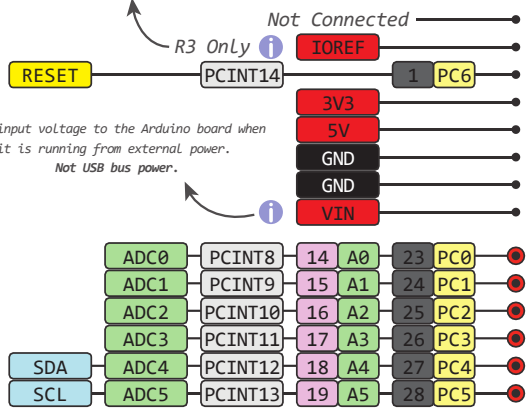 Not Connected
R3 Only i IOREF
RESET PCINT14 1 PC6
3V3
input voltage to the Arduino board when 5V
it is running from external power. GND
Not USB bus power. GND
i VIN
ADC0 PCINT8 14 A0 23 PC0
ADC1 PCINT9 15 A1 24 PC1
ADC2 PCINT10 16 A2 25 PC2
ADC3 PCINT11 17 A3 26 PC3
SDA ADC4 PCINT12 18 A4 27 PC4
SCL ADC5 PCINT13 19 A5 28 PC5